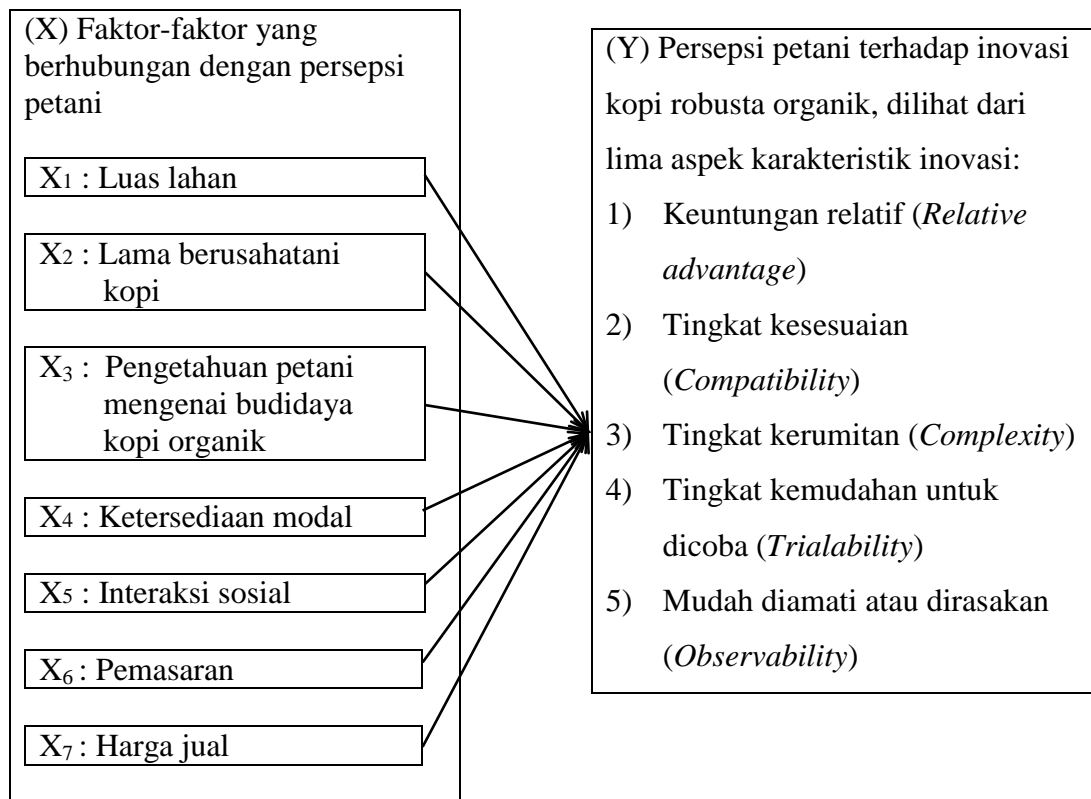 (X) Faktor-faktor yang
berhubungan dengan persepsi
petani
X₁ : Luas lahan
X₂ : Lama berusahatani
kopi
X₃ : Pengetahuan petani
mengenai budidaya
kopi organik
X₄ : Ketersediaan modal
X₅ : Interaksi sosial
X₆ : Pemasaran
X₇ : Harga jual
(Y) Persepsi petani terhadap inovasi
kopi robusta organik, dilihat dari
lima aspek karakteristik inovasi:
1) Keuntungan relatif (Relative
advantage)
2) Tingkat kesesuaian
(Compatibility)
3) Tingkat kerumitan (Complexity)
4) Tingkat kemudahan untuk
dicoba (Trialability)
5) Mudah diamati atau dirasakan
(Observability)